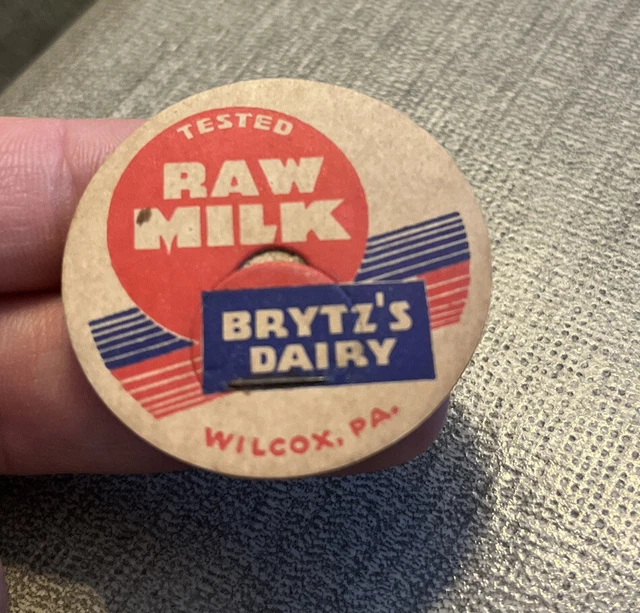 TESTED
RAW
MILK
BRYTZ'S
DAIRY
WILCOX, PA.